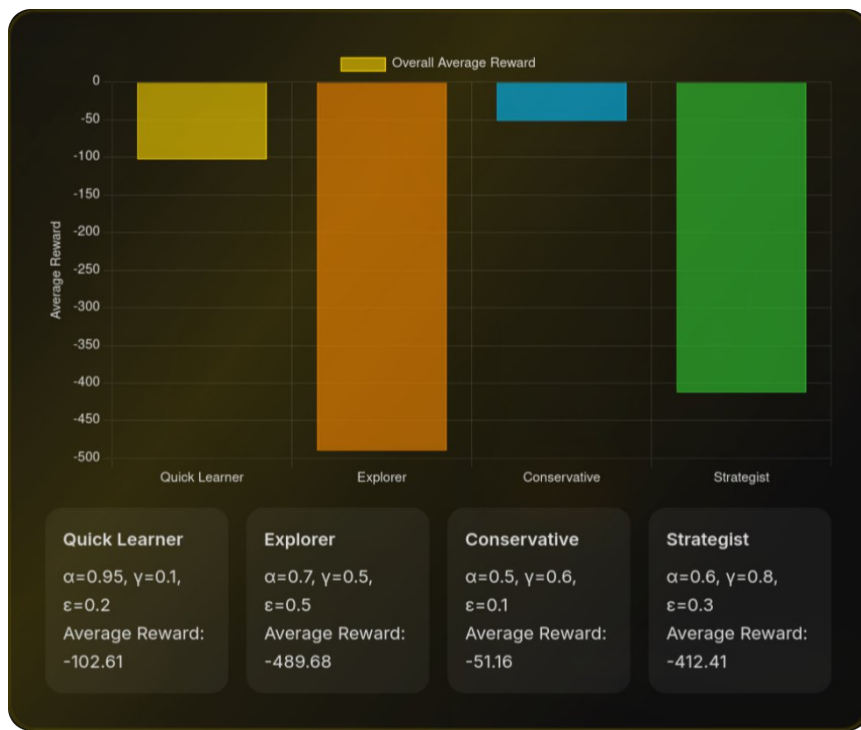 Overall Average Reward
Average Reward
0
-50
-100
-150
-200
-250
-300
-350
-400
-450
-500
Quick Learner
Explorer
Conservative
Strategist
Quick Learner
α=0.95, γ=0.1,
ε=0.2
Average Reward:
-102.61
Explorer
α=0.7, γ=0.5,
ε=0.5
Average Reward:
-489.68
Conservative
α=0.5, γ=0.6,
ε=0.1
Average Reward:
-51.16
Strategist
α=0.6, γ=0.8,
ε=0.3
Average Reward:
-412.41